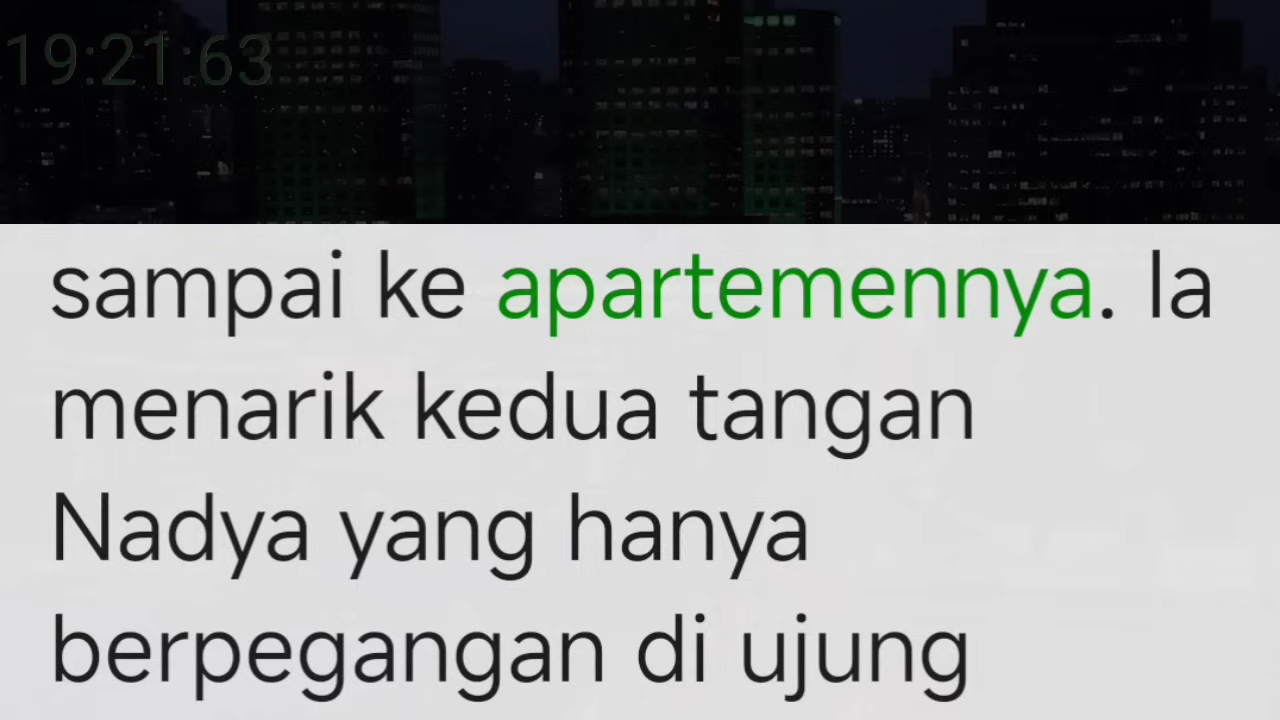 19:21:63
sampai ke apartemennya. Ia
menarik kedua tangan
Nadya yang hanya
berpegangan di ujung